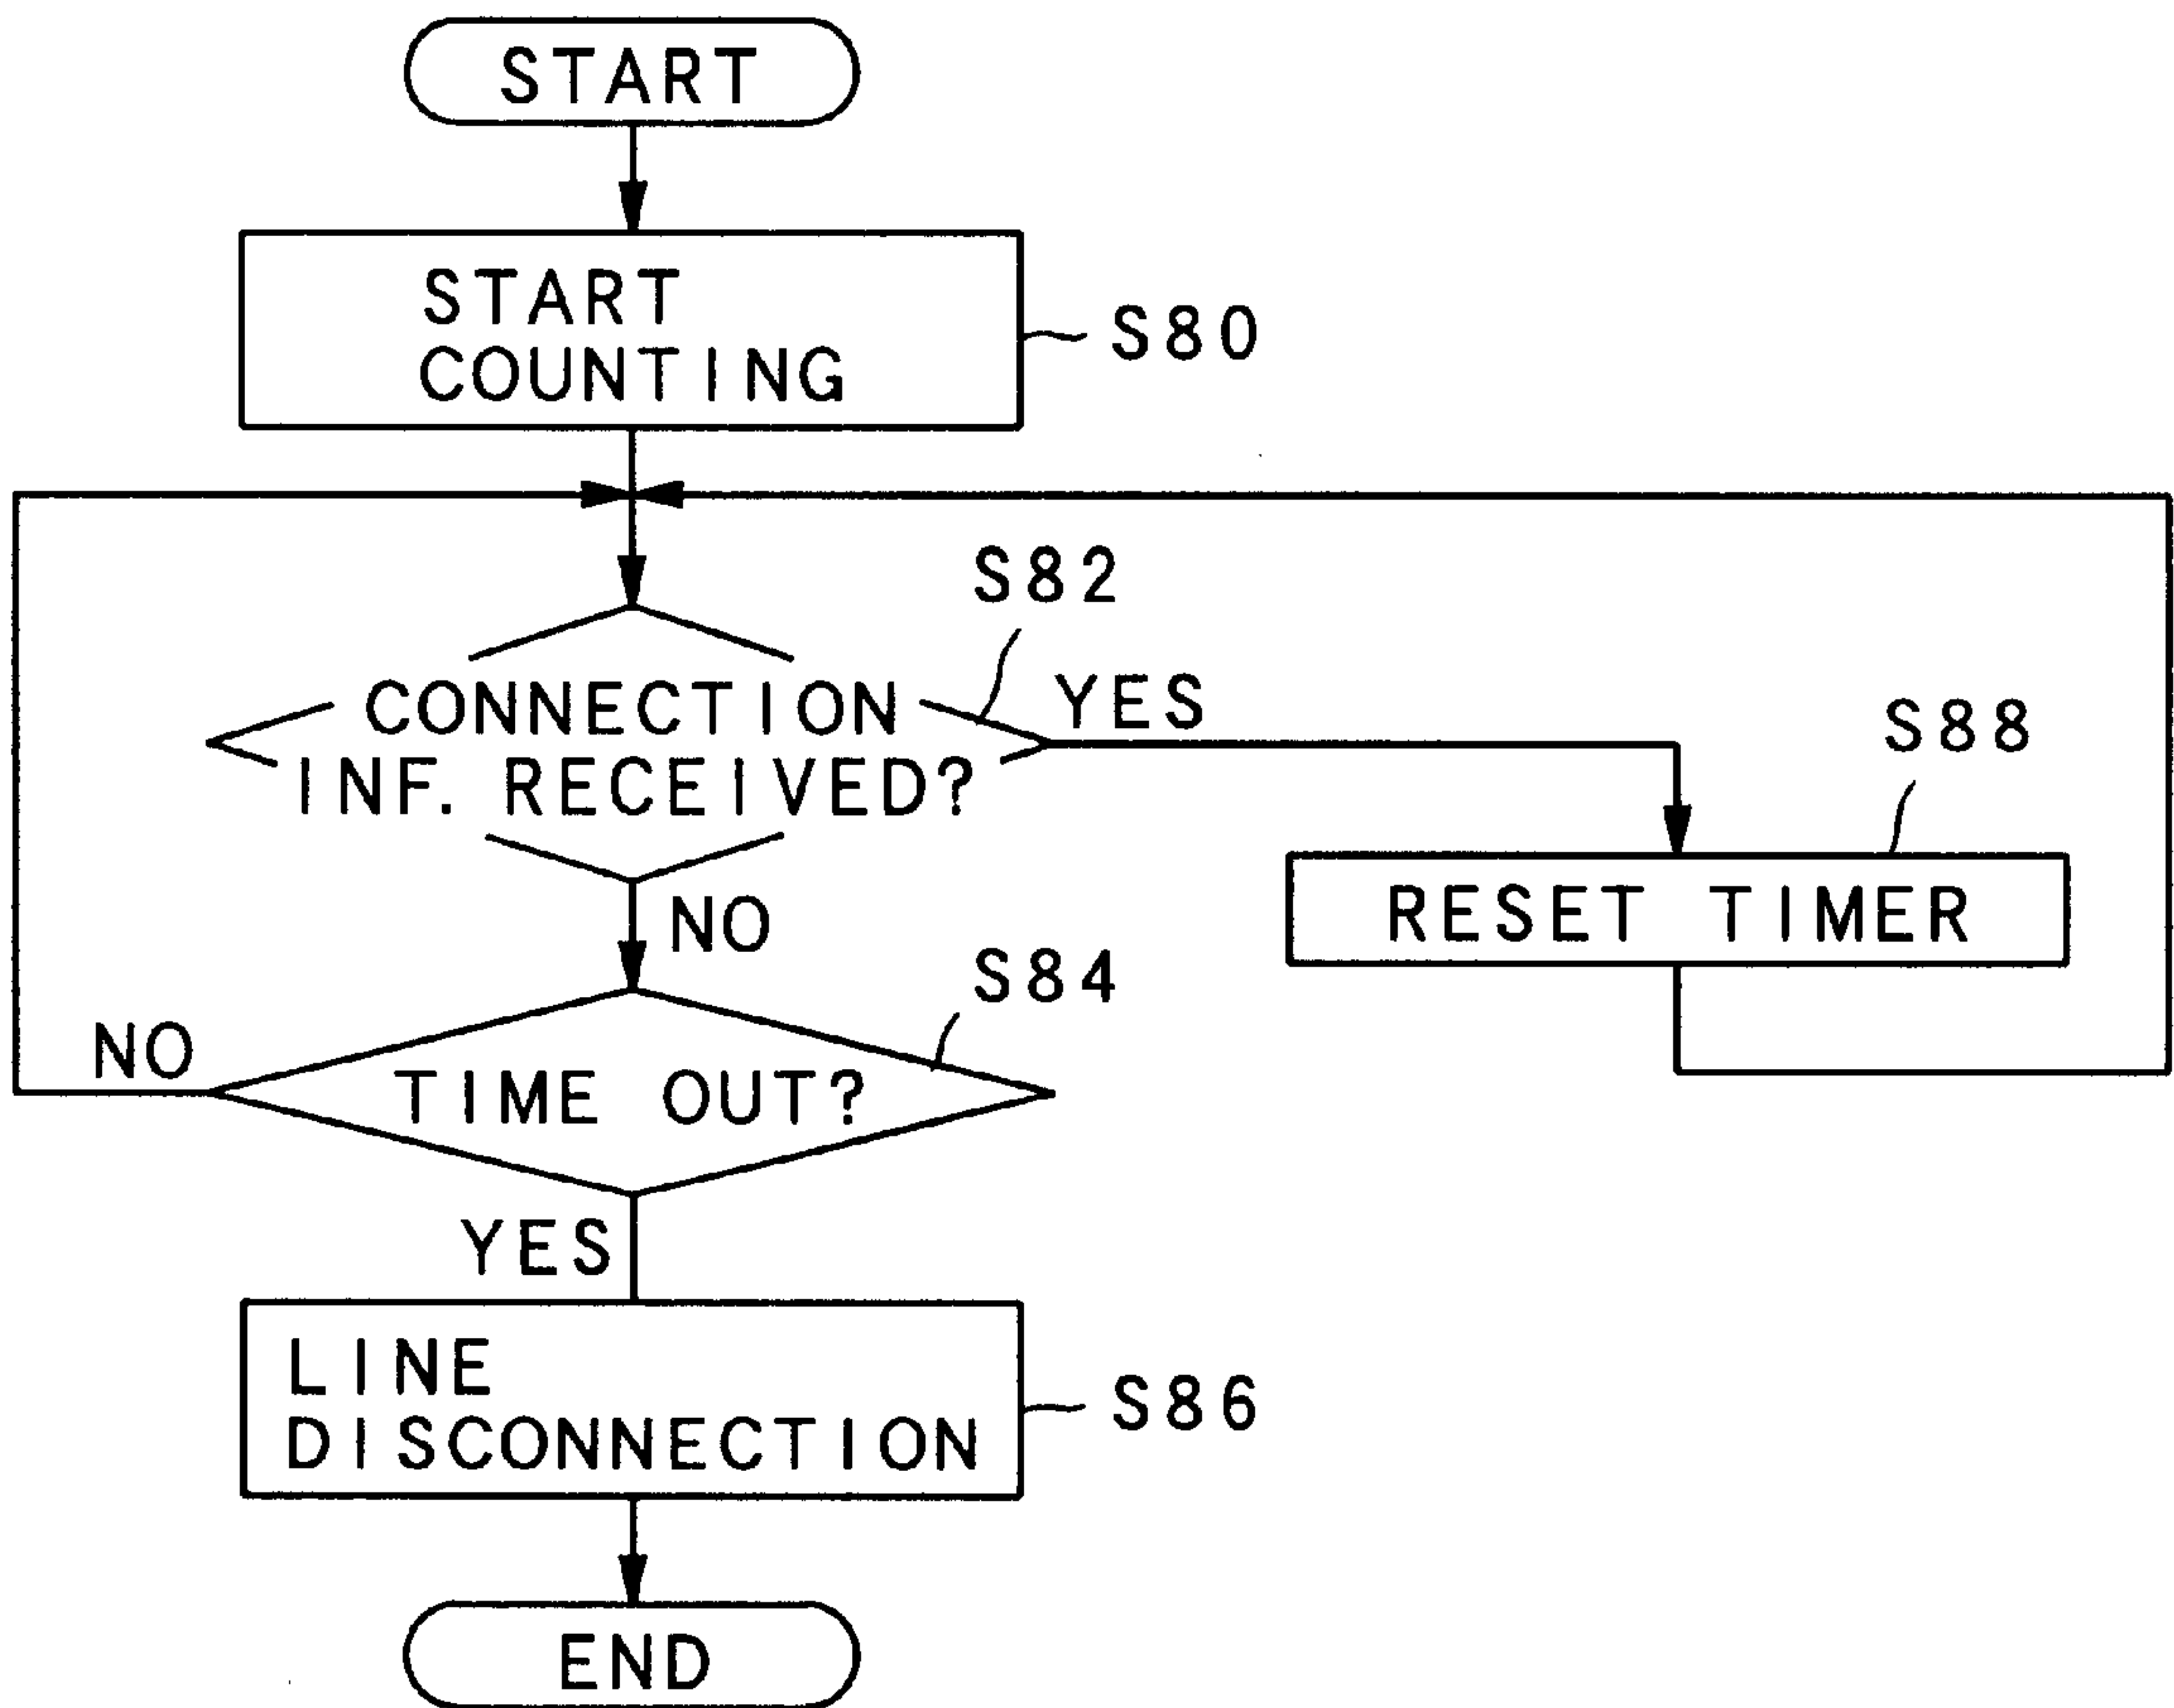 START
START
COUNTING
S80
S82
CONNECTION
INF. RECEIVED?
YES
S88
RESET TIMER
NO
S84
NO
TIME OUT?
YES
LINE
DISCONNECTION
S86
END